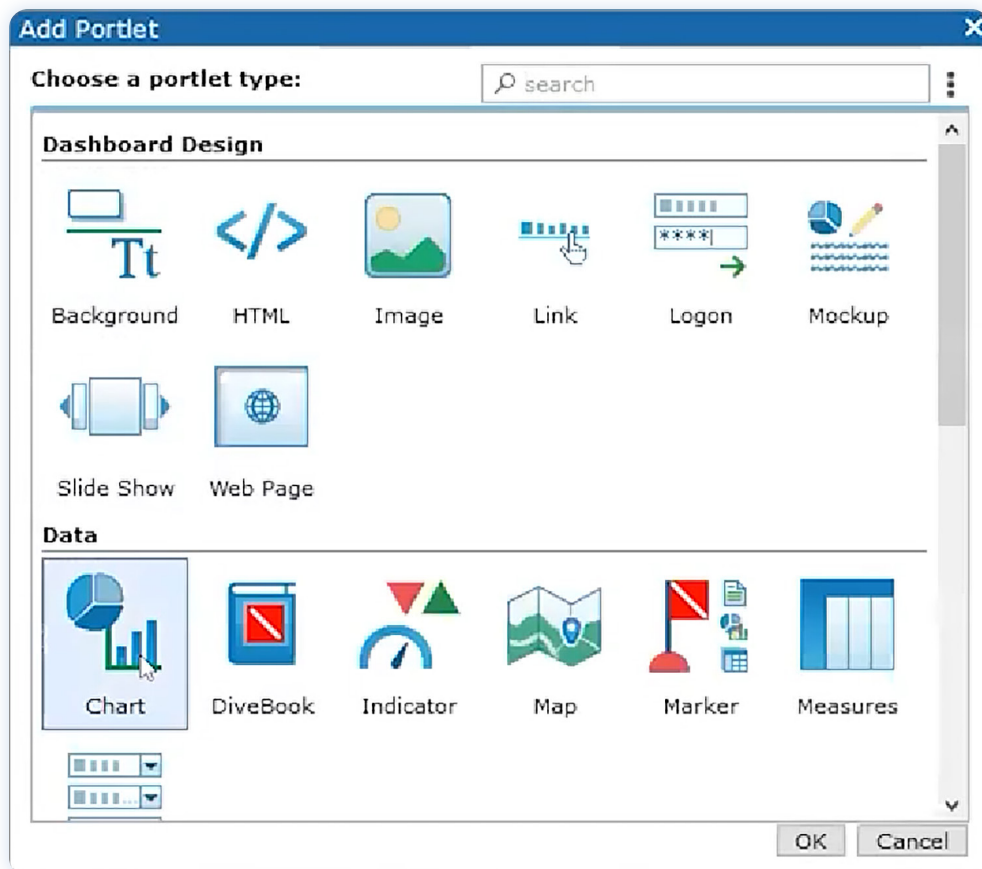 Add Portlet
Choose a portlet type:
search
Dashboard Design
Tt
****
Background HTML Image Link Logon Mockup
Slide Show Web Page
Data
Chart DiveBook Indicator Map Marker Measures
OK Cancel